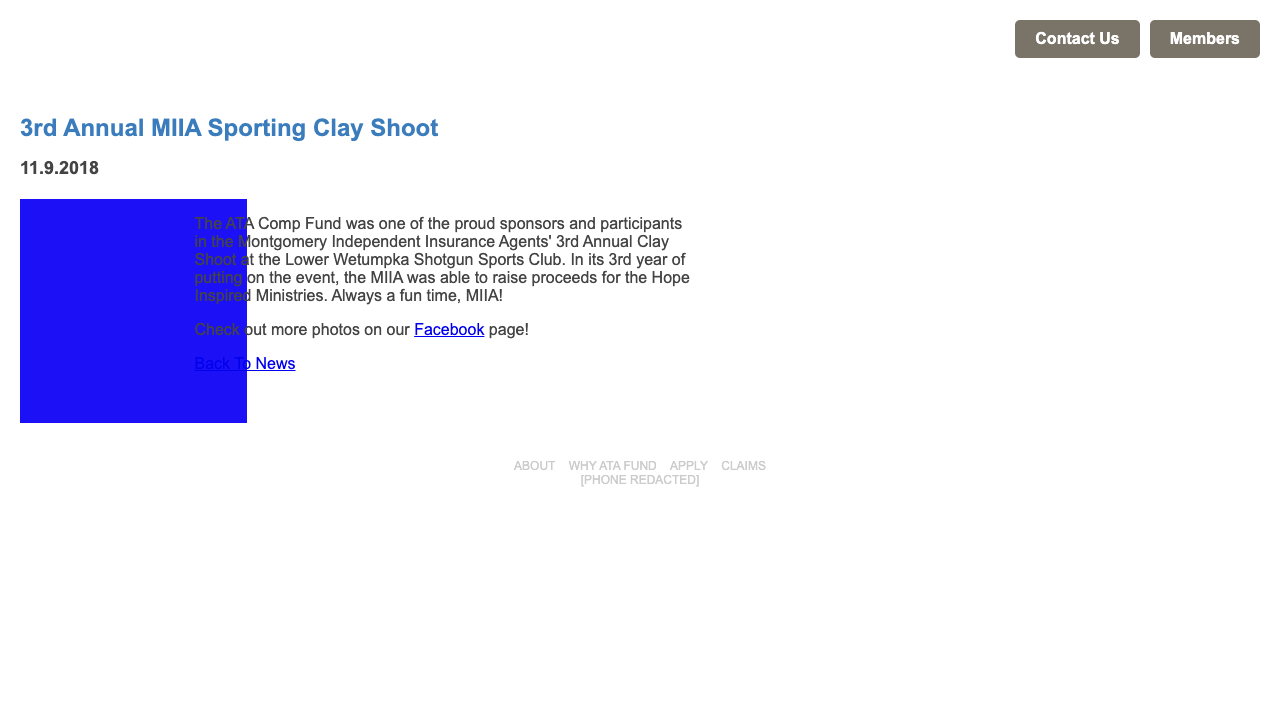 Contact Us Members
3rd Annual MIIA Sporting Clay Shoot
11.9.2018
The ATA Comp Fund was one of the proud sponsors and participants
in the Montgomery Independent Insurance Agents' 3rd Annual Clay
Shoot at the Lower Wetumpka Shotgun Sports Club. In its 3rd year of
putting on the event, the MIIA was able to raise proceeds for the Hope
Inspired Ministries. Always a fun time, MIIA!
Check out more photos on our Facebook page!
Back To News
ABOUT WHY ATA FUND APPLY CLAIMS
[PHONE REDACTED]